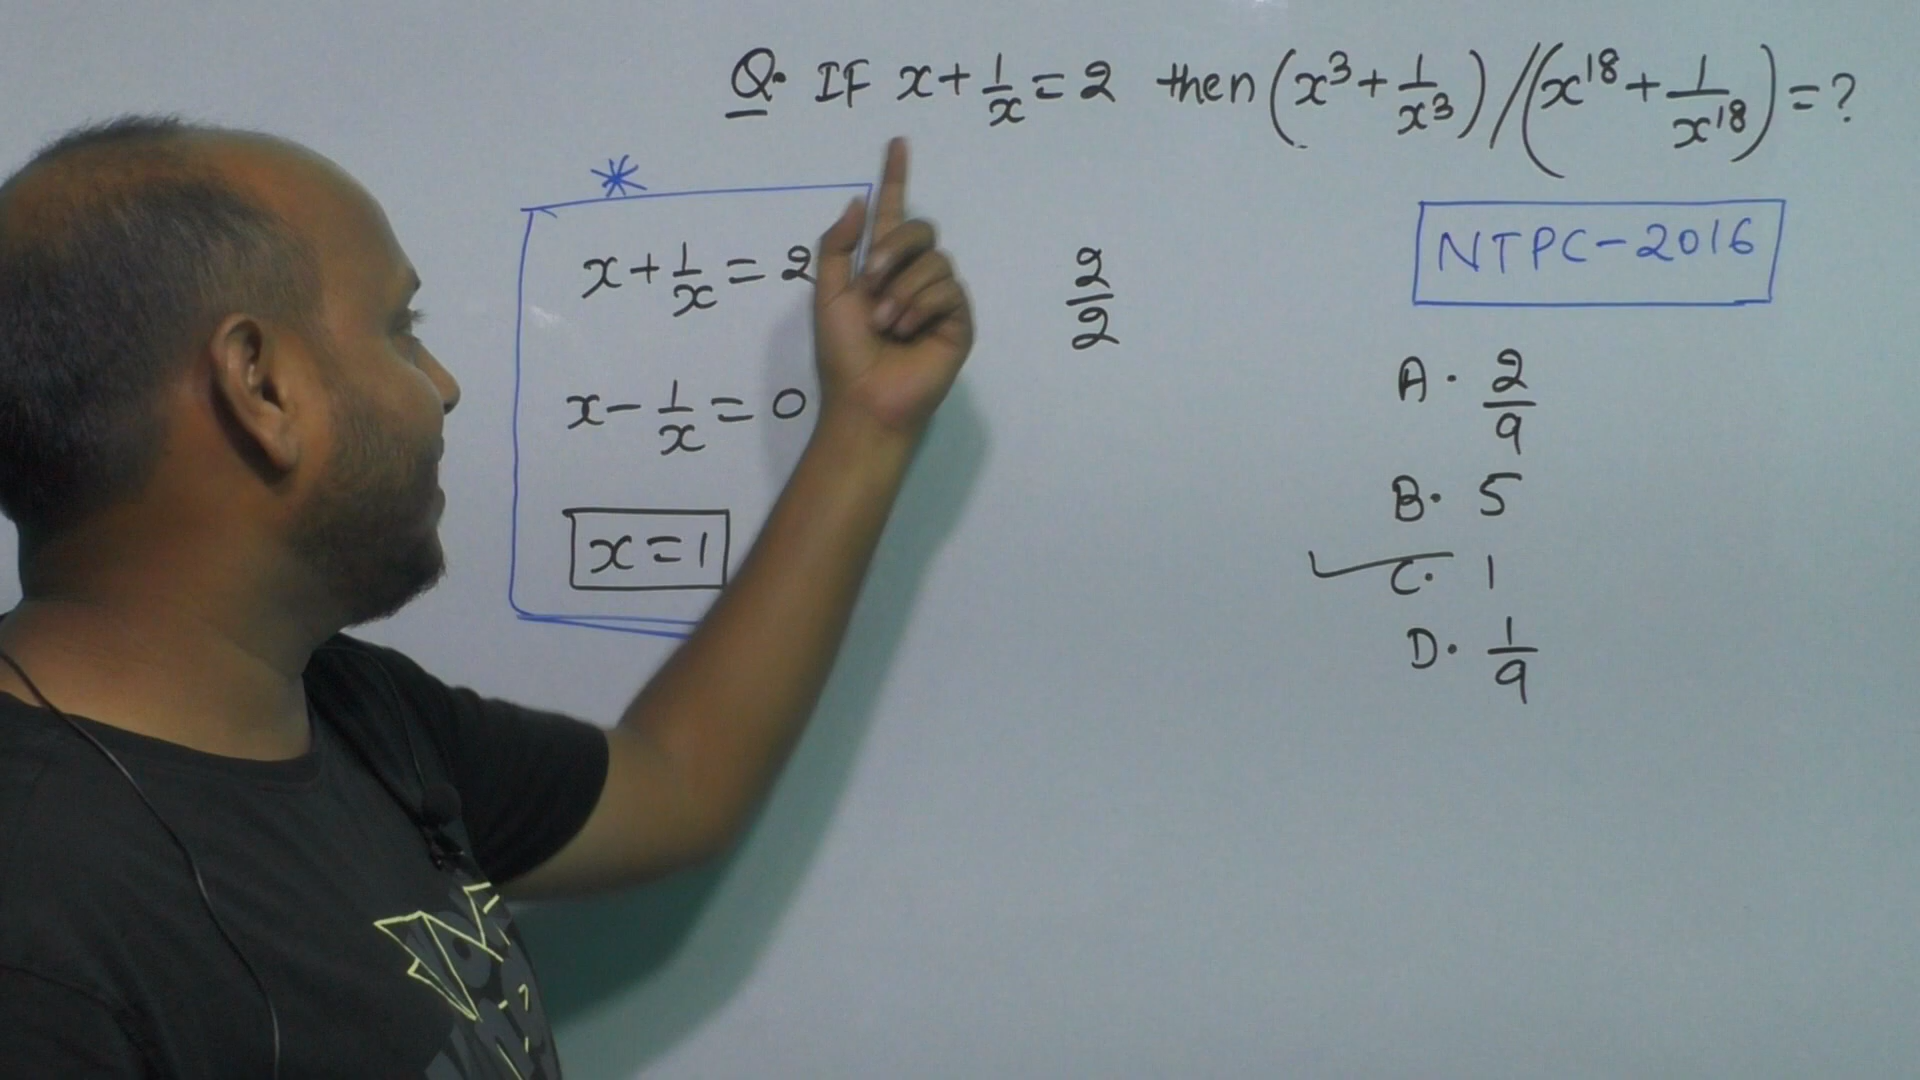 Q. IF x + 1/x = 2 then (x³ + 1/x³) / (x¹⁸ + 1/x¹⁸) = ?
*
x + 1/x = 2
x - 1/x = 0
x = 1
2/2
NTPC-2016
A. 2/9
B. 5
C. 1
D. 1/9